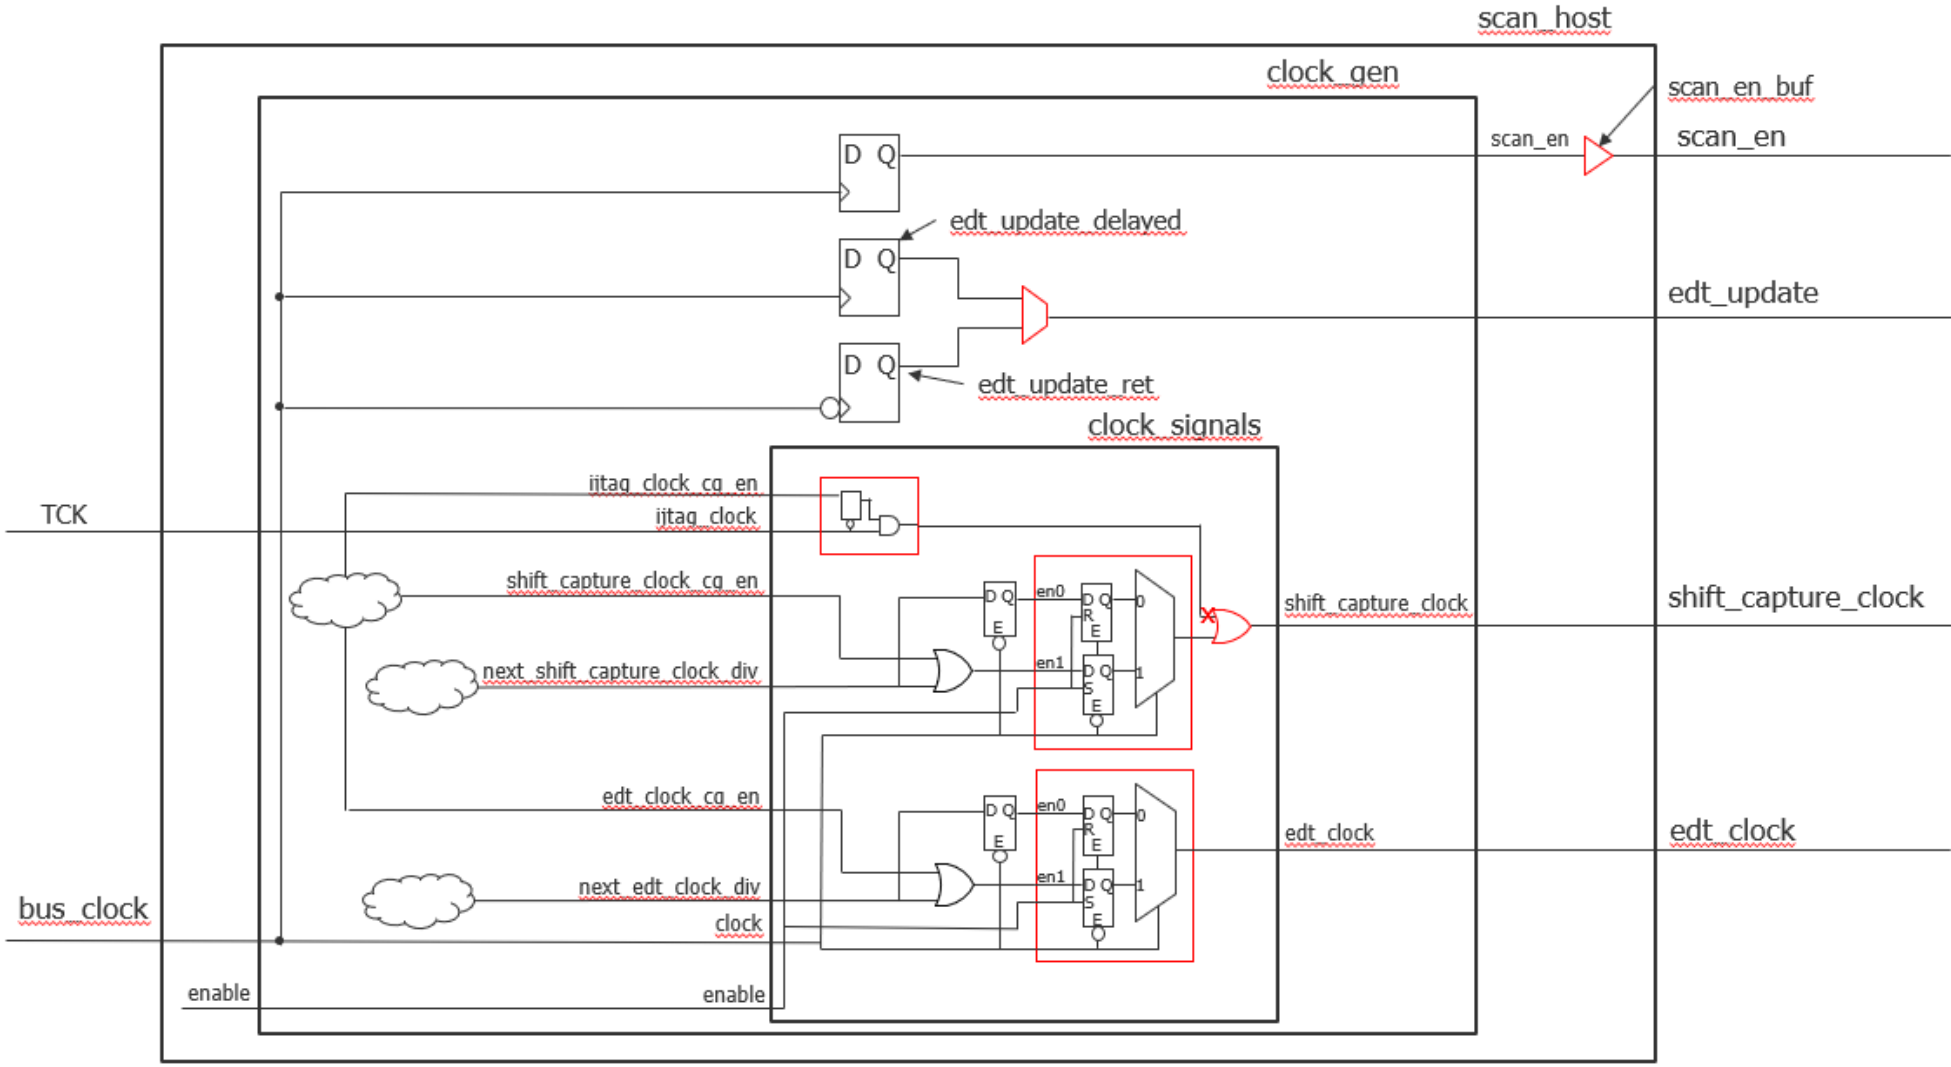 scan_host
clock_gen
scan_en_buf
scan_en
scan_en
D Q
edt_update_delayed
D Q
edt_update
D Q
edt_update_ret
clock_signals
ijtag_clock_cg_en
TCK
ijtag_clock
shift_capture_clock_cg_en
D Q
E
en0
D Q
R
E
0
X
shift_capture_clock
shift_capture_clock
next_shift_capture_clock_div
en1
D Q
S
E
1
edt_clock_cg_en
D Q
E
en0
D Q
R
E
0
edt_clock
edt_clock
next_edt_clock_div
en1
D Q
S
E
1
bus_clock
clock
enable
enable